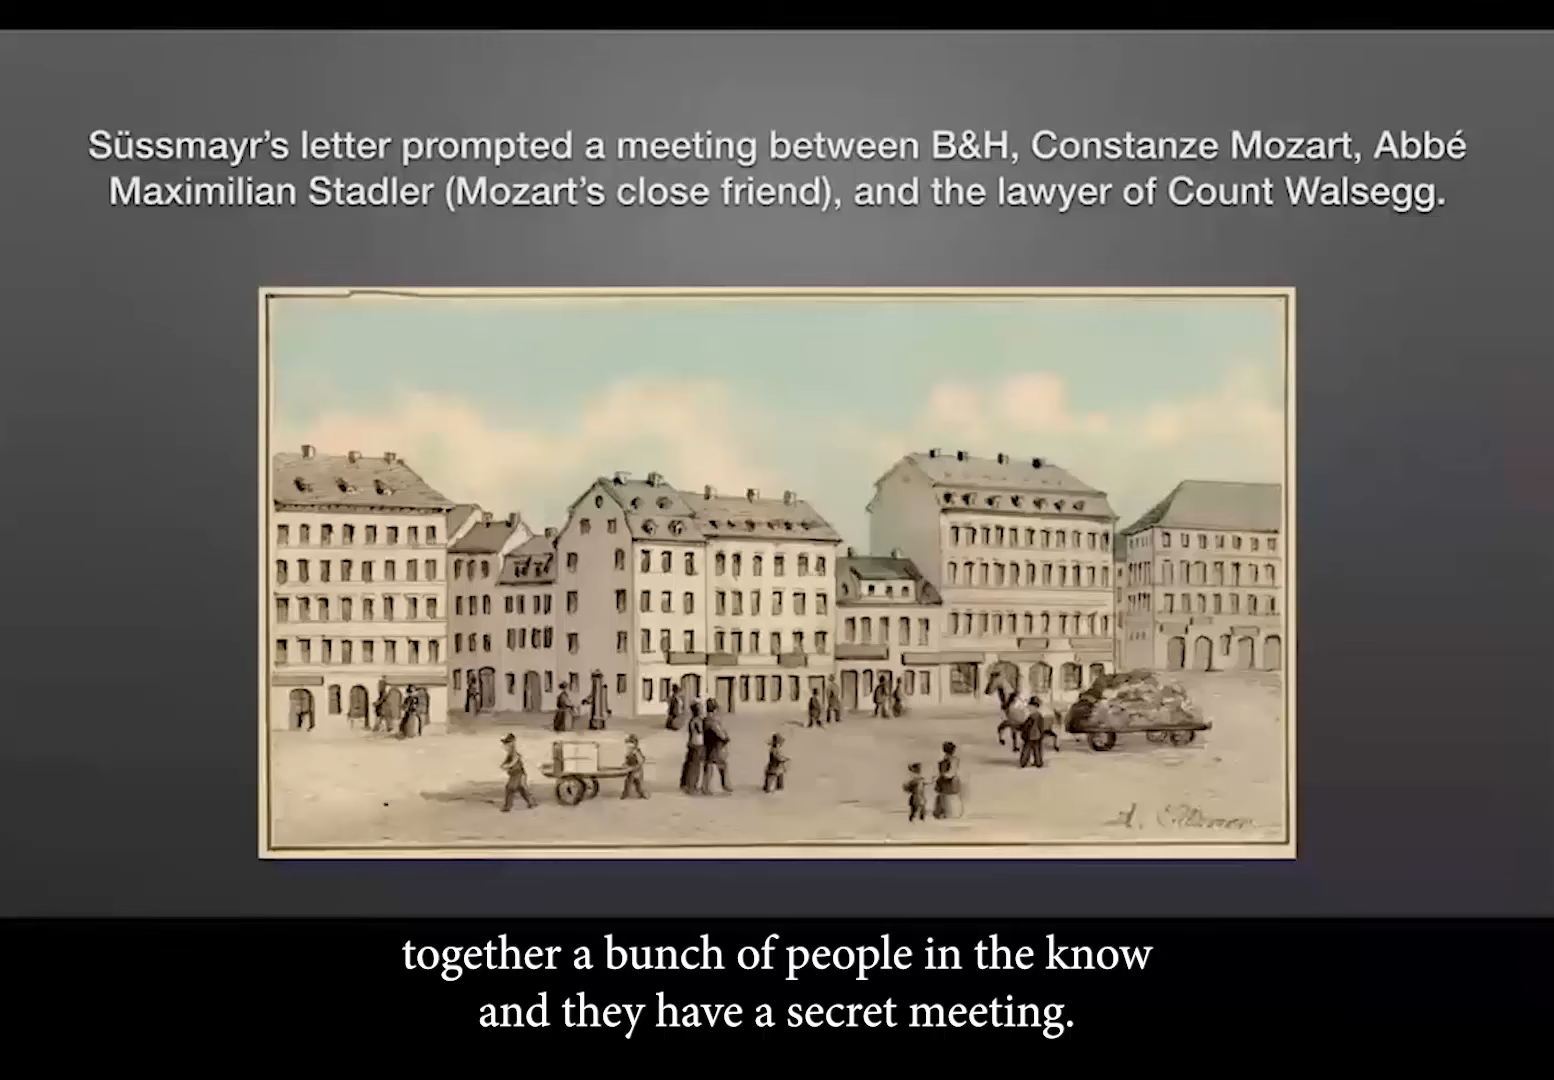 Süssmayr’s letter prompted a meeting between B&H, Constanze Mozart, Abbé
Maximilian Stadler (Mozart’s close friend), and the lawyer of Count Walsegg.
together a bunch of people in the know
and they have a secret meeting.